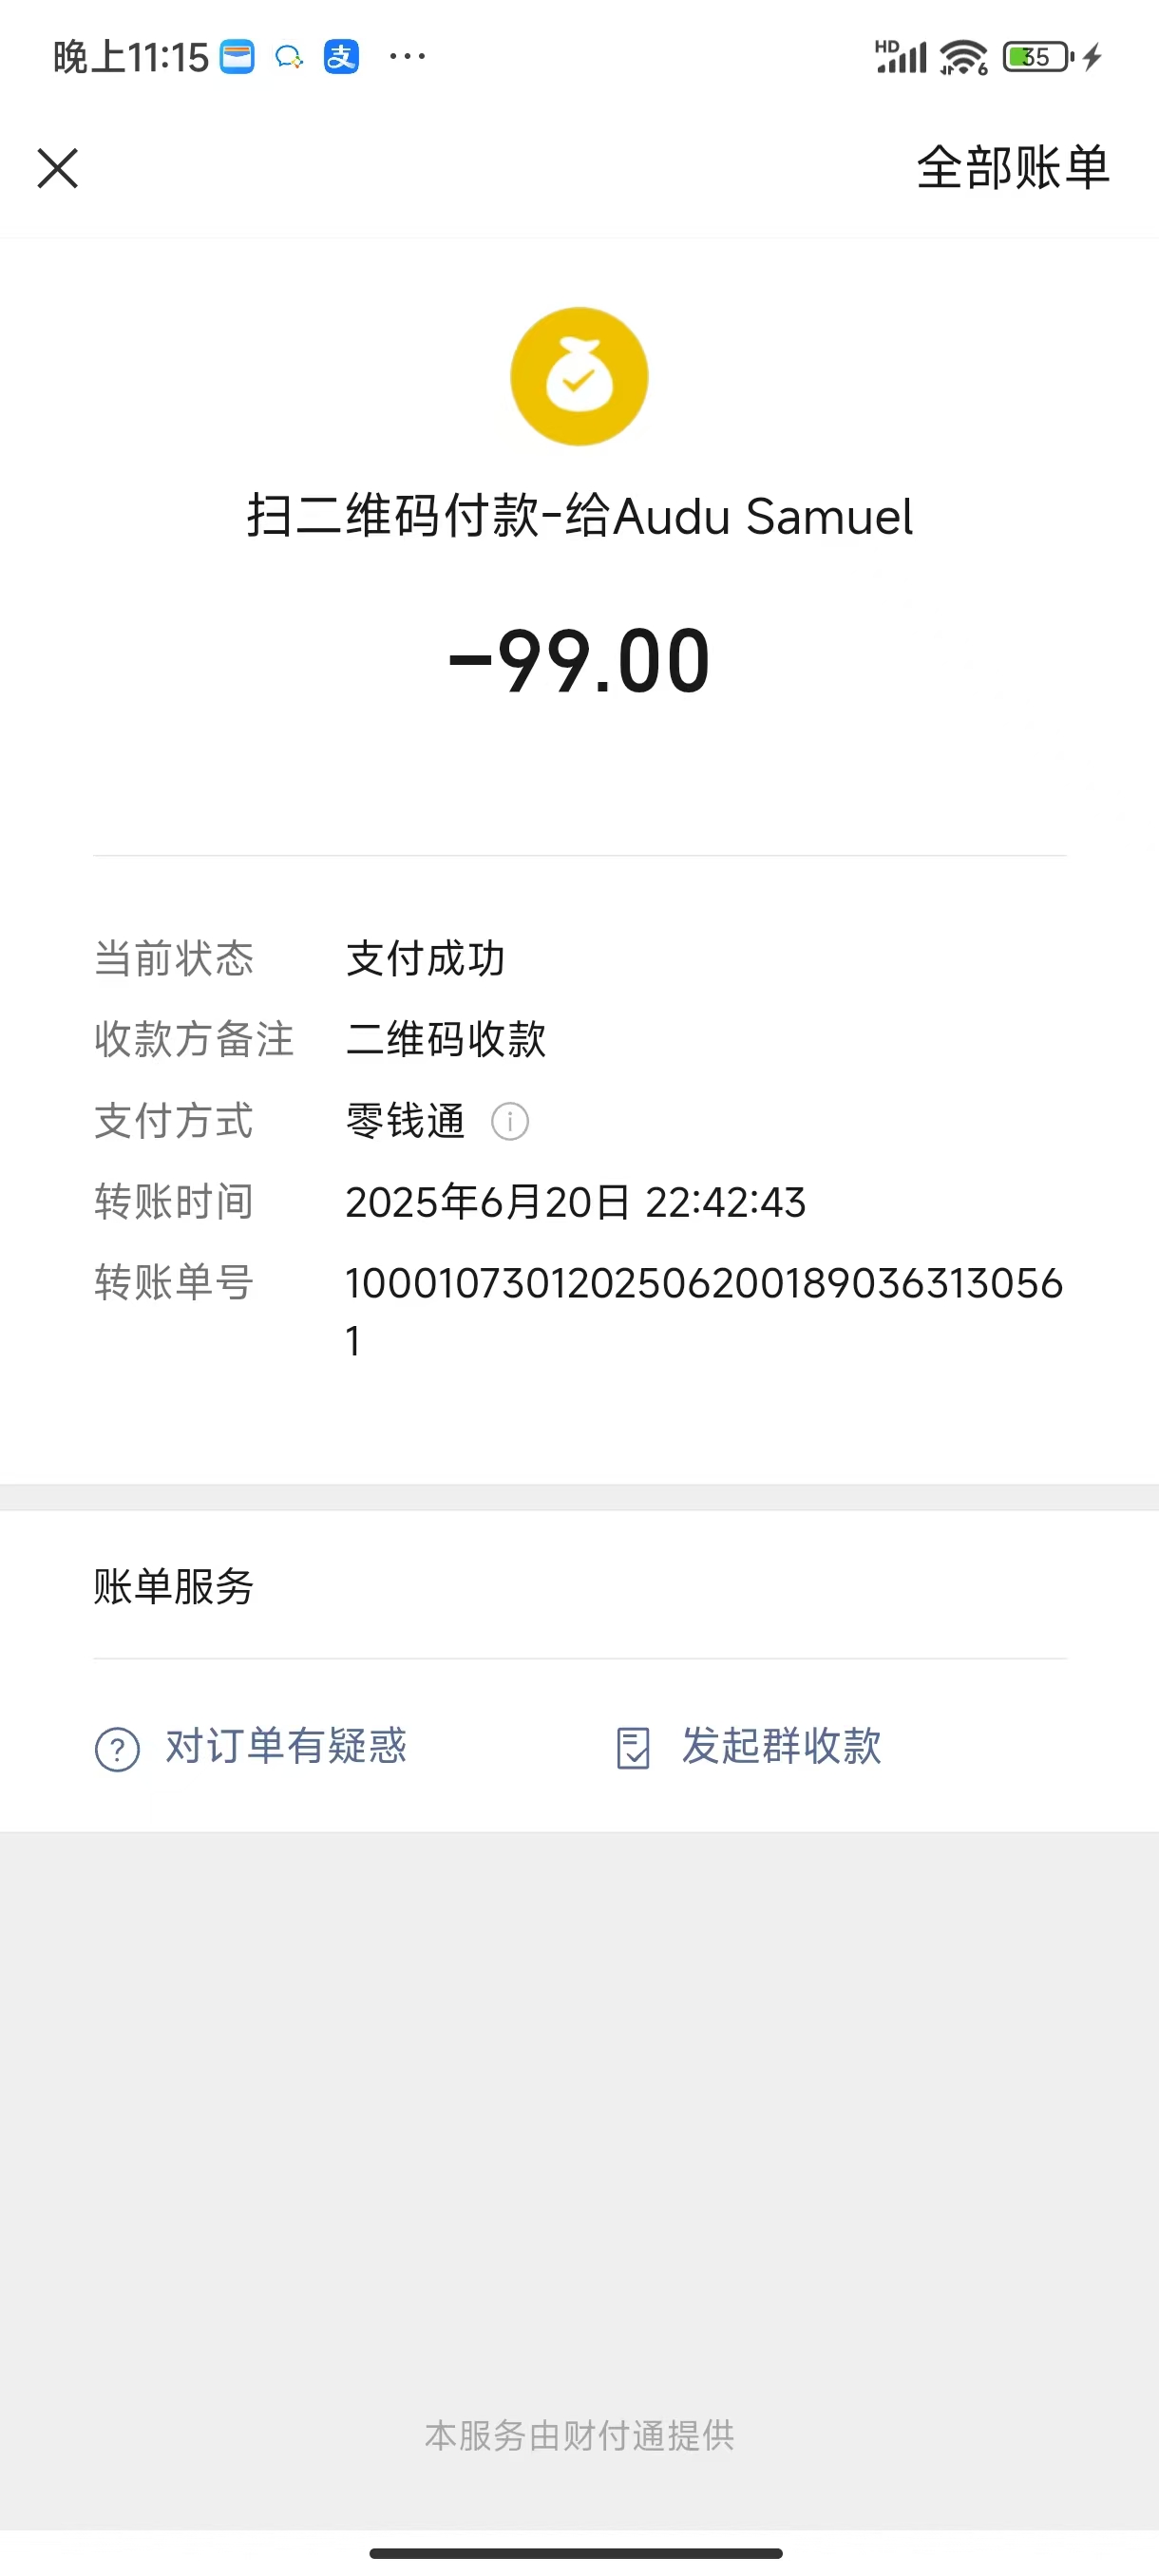 晚上11:15 支 ··· HD 6 35
全部账单
扫二维码付款-给Audu Samuel
-99.00
当前状态 支付成功
收款方备注 二维码收款
支付方式 零钱通 i
转账时间 2025年6月20日 22:42:43
转账单号 100010730120250620018903631305​6
1
账单服务
? 对订单有疑惑 发起群收款
本服务由财付通提供